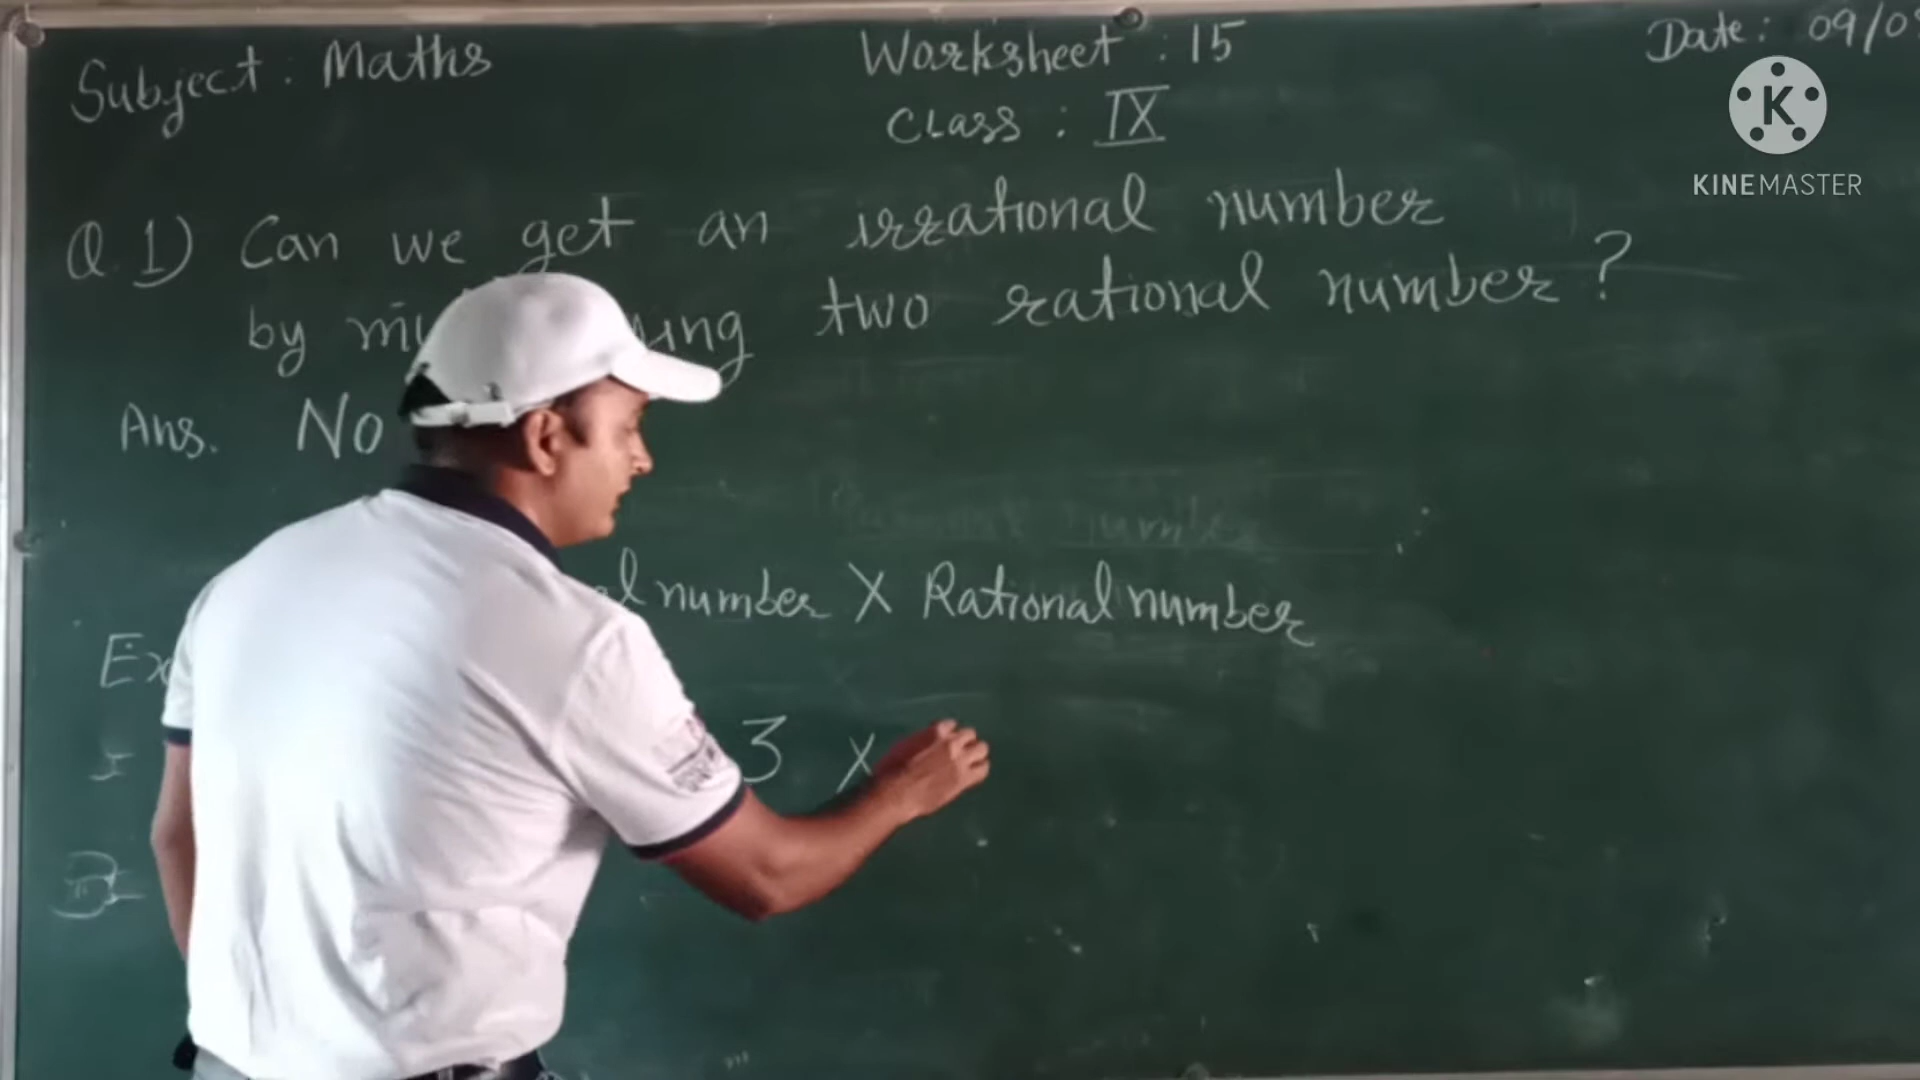 Subject : Maths
Worksheet : 15
Date : 09/0
Class : IX
KINEMASTER
Q.1) Can we get an irrational number
by two rational number ?
Ans. No
number X Rational number
3 x